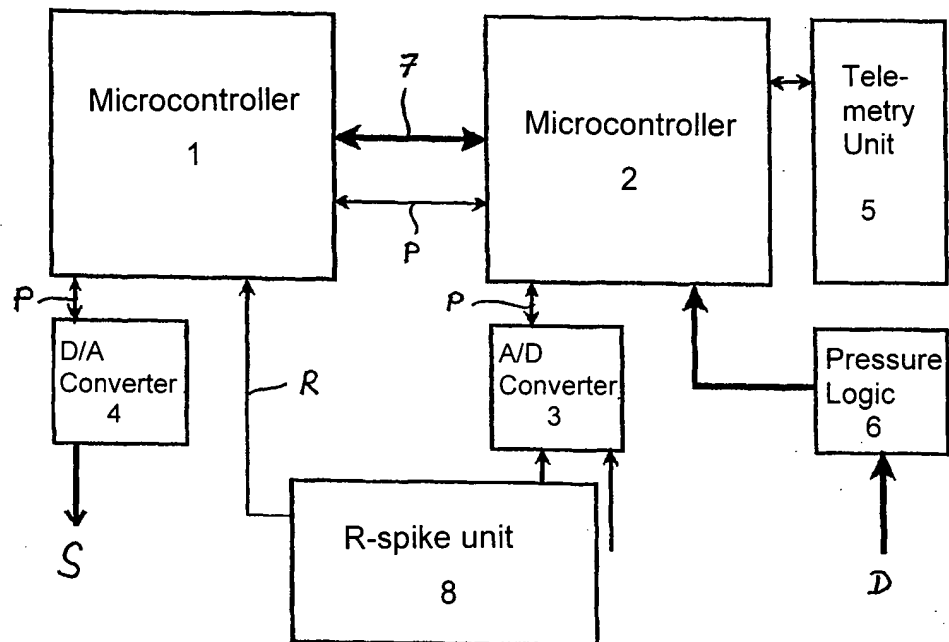 Microcontroller
1
7
P
Microcontroller
2
Tele-
metry
Unit
5
P
D/A
Converter
4
R
P
A/D
Converter
3
Pressure
Logic
6
S
R-spike unit
8
D